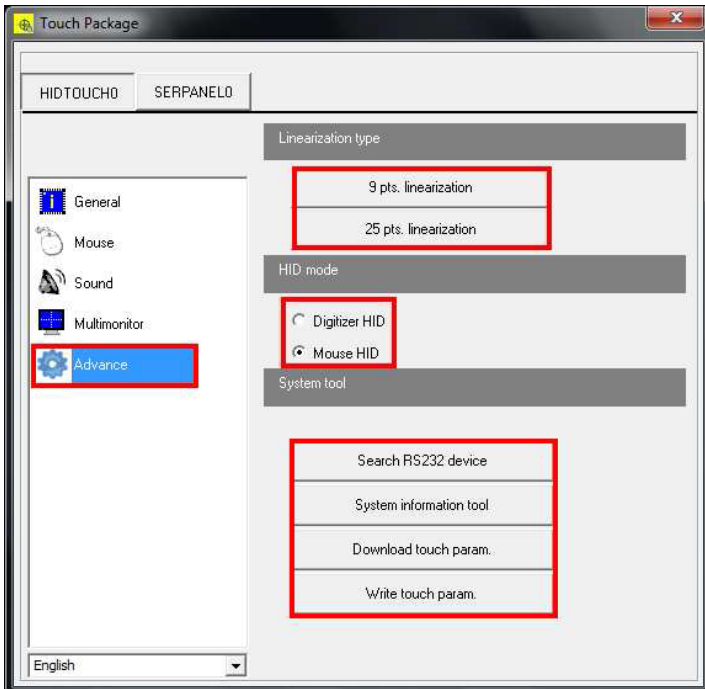 Touch Package
HIDTOUCH0
SERPANEL0
General
Mouse
Sound
Multimonitor
Advance
English
Linearization type
9 pts. linearization
25 pts. linearization
HID mode
Digitizer HID
Mouse HID
System tool
Search RS232 device
System information tool
Download touch param.
Write touch param.